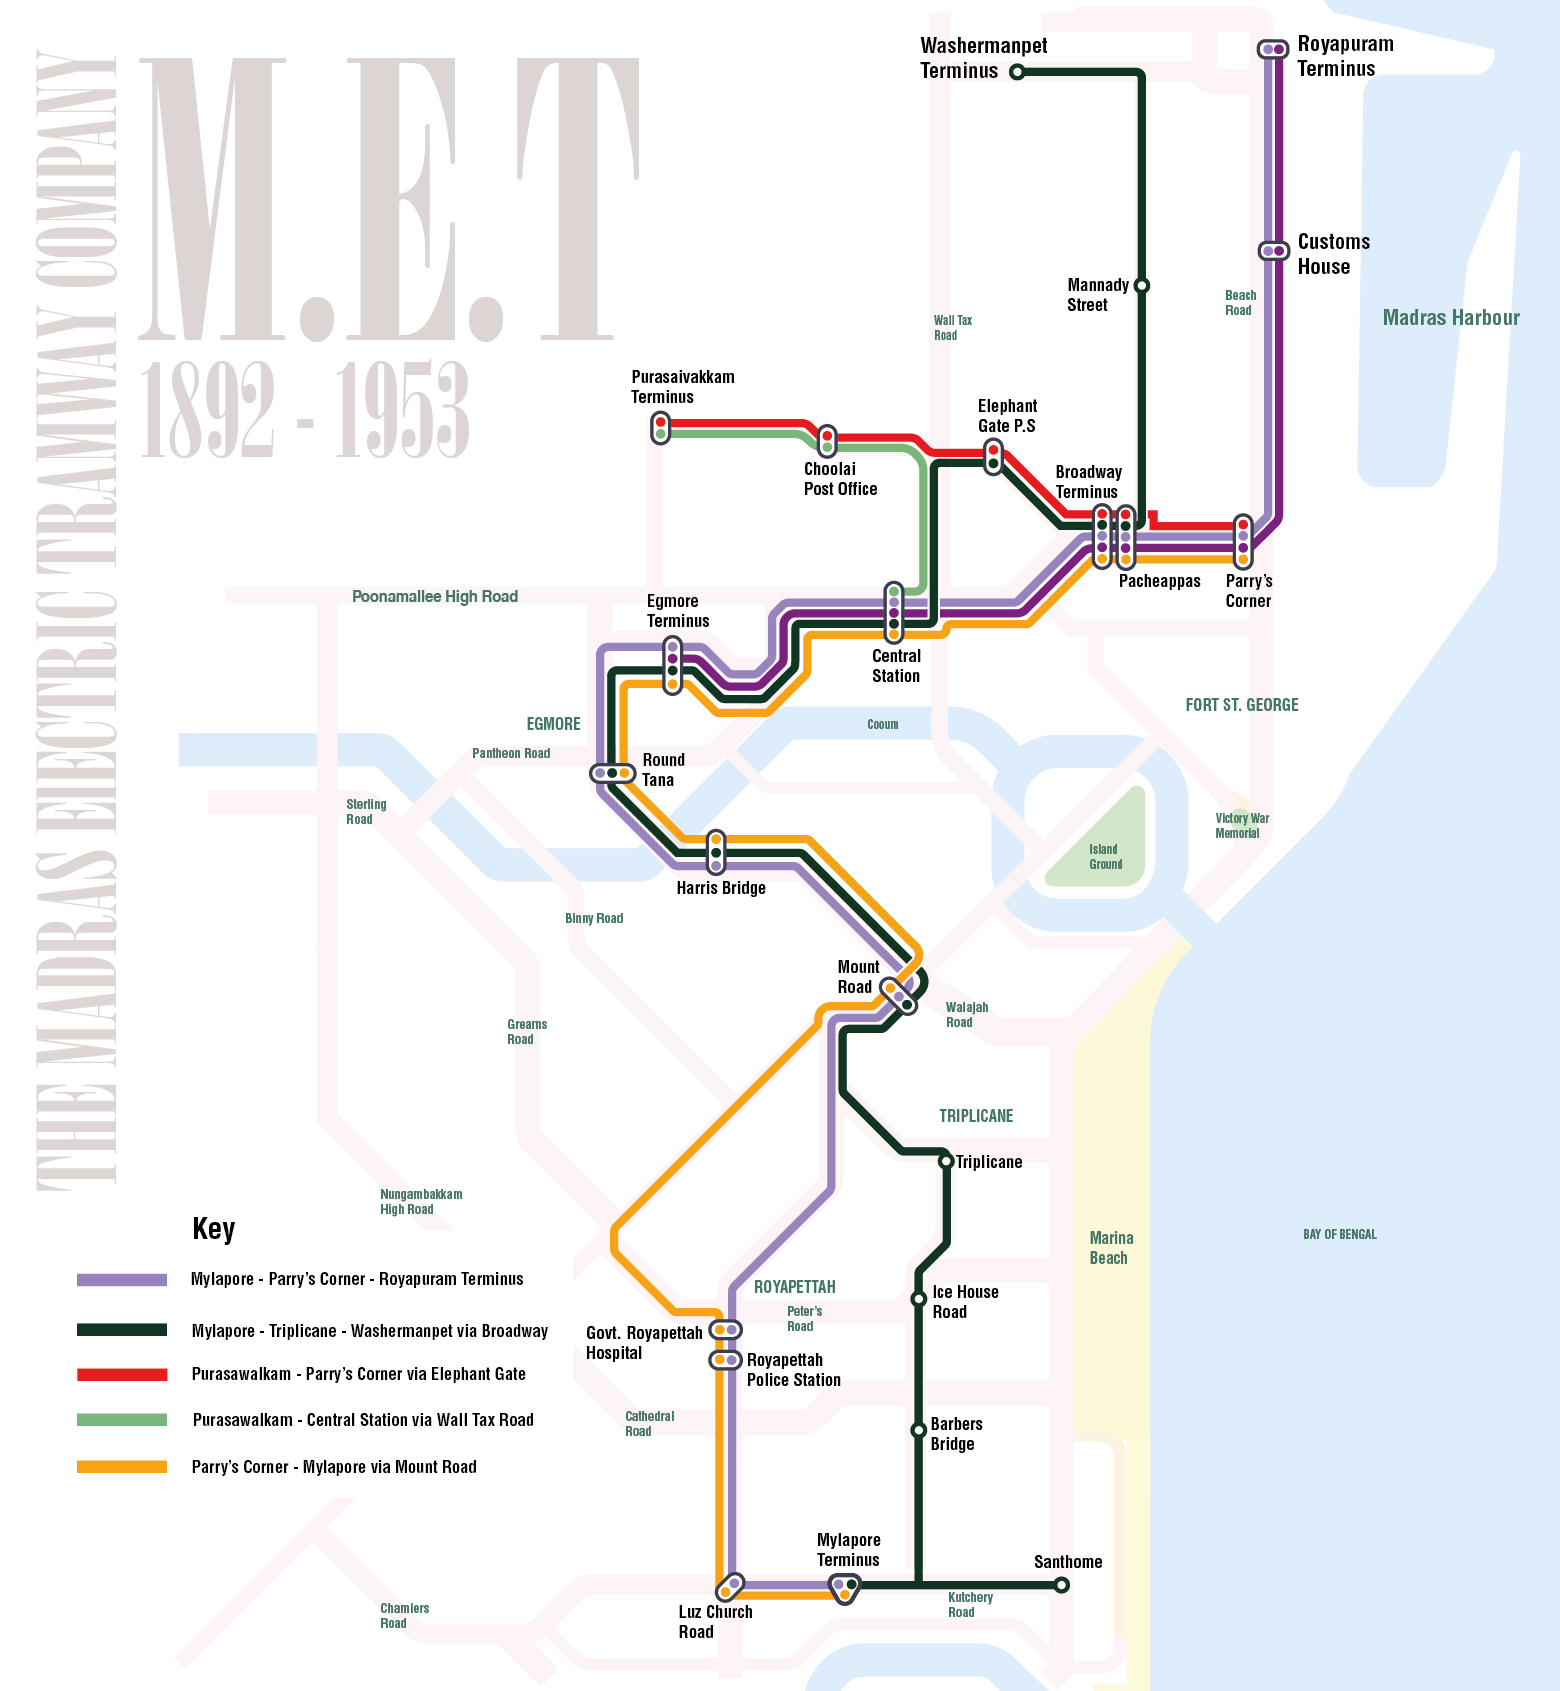 THE MADRAS ELECTRIC TRAMWAY COMPANY
M.E.T
1892 - 1953
Washermanpet
Terminus
Royapuram
Terminus
Customs
House
Mannady
Street
Beach
Road
Madras Harbour
Wall Tax
Road
Purasaivakkam
Terminus
Elephant
Gate P.S
Choolai
Post Office
Broadway
Terminus
Pacheappas
Parry's
Corner
Poonamallee High Road
Egmore
Terminus
Central
Station
FORT ST. GEORGE
EGMORE
Cooum
Pantheon Road
Round
Tana
Sterling
Road
Victory War
Memorial
Island
Ground
Harris Bridge
Binny Road
Mount
Road
Walajah
Road
Greams
Road
TRIPLICANE
Triplicane
Nungambakkam
High Road
Marina
Beach
BAY OF BENGAL
ROYAPETTAH
Peter's
Road
Ice House
Road
Govt. Royapettah
Hospital
Royapettah
Police Station
Cathedral
Road
Barbers
Bridge
Key
Mylapore - Parry's Corner - Royapuram Terminus
Mylapore - Triplicane - Washermanpet via Broadway
Purasawalkam - Parry's Corner via Elephant Gate
Purasawalkam - Central Station via Wall Tax Road
Parry's Corner - Mylapore via Mount Road
Mylapore
Terminus
Santhome
Luz Church
Road
Kutchery
Road
Chamiers
Road